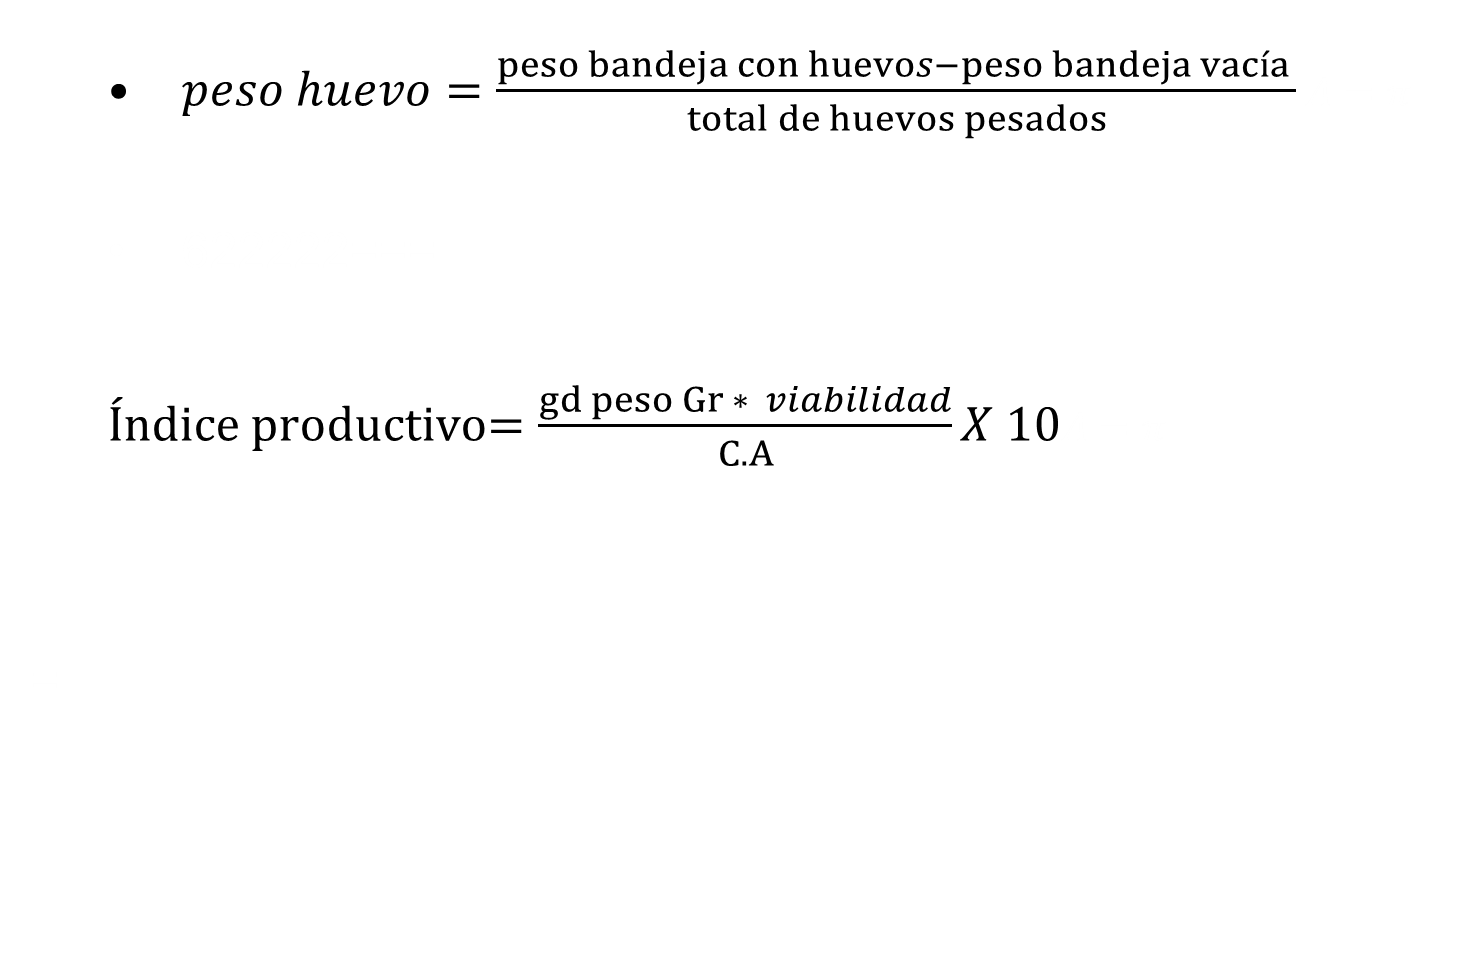 • peso huevo = peso bandeja con huevos−peso bandeja vacía
total de huevos pesados
Índice productivo= gd peso Gr * viabilidad X 10
C.A